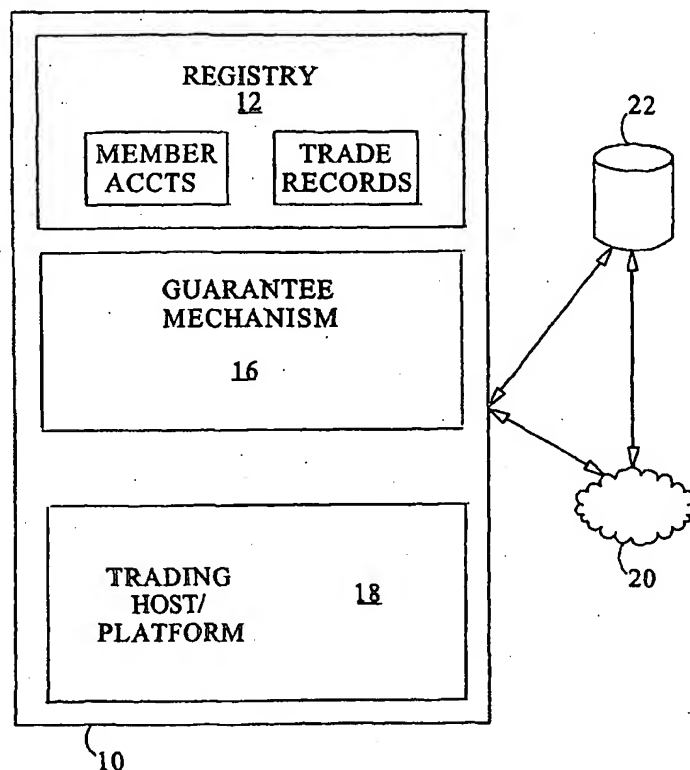 REGISTRY
12
MEMBER
ACCTS
TRADE
RECORDS
22
GUARANTEE
MECHANISM
16
TRADING
HOST/
PLATFORM
18
20
10